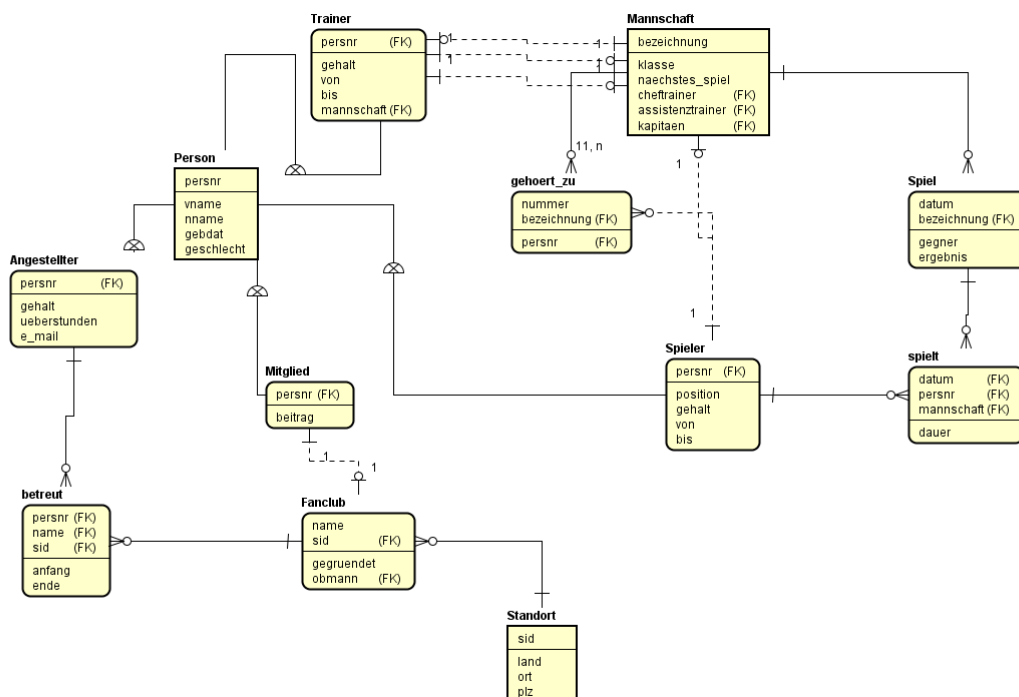 Trainer
persnr (FK)
gehalt
von
bis
mannschaft (FK)
1
1
1
1
Mannschaft
bezeichnung
klasse
naechstes_spiel
cheftrainer (FK)
assistenztrainer (FK)
kapitaen (FK)
Person
persnr
vname
nname
gebdat
geschlecht
11, n
gehoert_zu
nummer
bezeichnung (FK)
persnr (FK)
1
1
Spiel
datum
bezeichnung (FK)
gegner
ergebnis
Angestellter
persnr (FK)
gehalt
ueberstunden
e_mail
Mitglied
persnr (FK)
beitrag
1
1
Spieler
persnr (FK)
position
gehalt
von
bis
spielt
datum (FK)
persnr (FK)
mannschaft (FK)
dauer
betreut
persnr (FK)
name (FK)
sid (FK)
anfang
ende
Fanclub
name
sid (FK)
gegruendet
obmann (FK)
Standort
sid
land
ort
plz